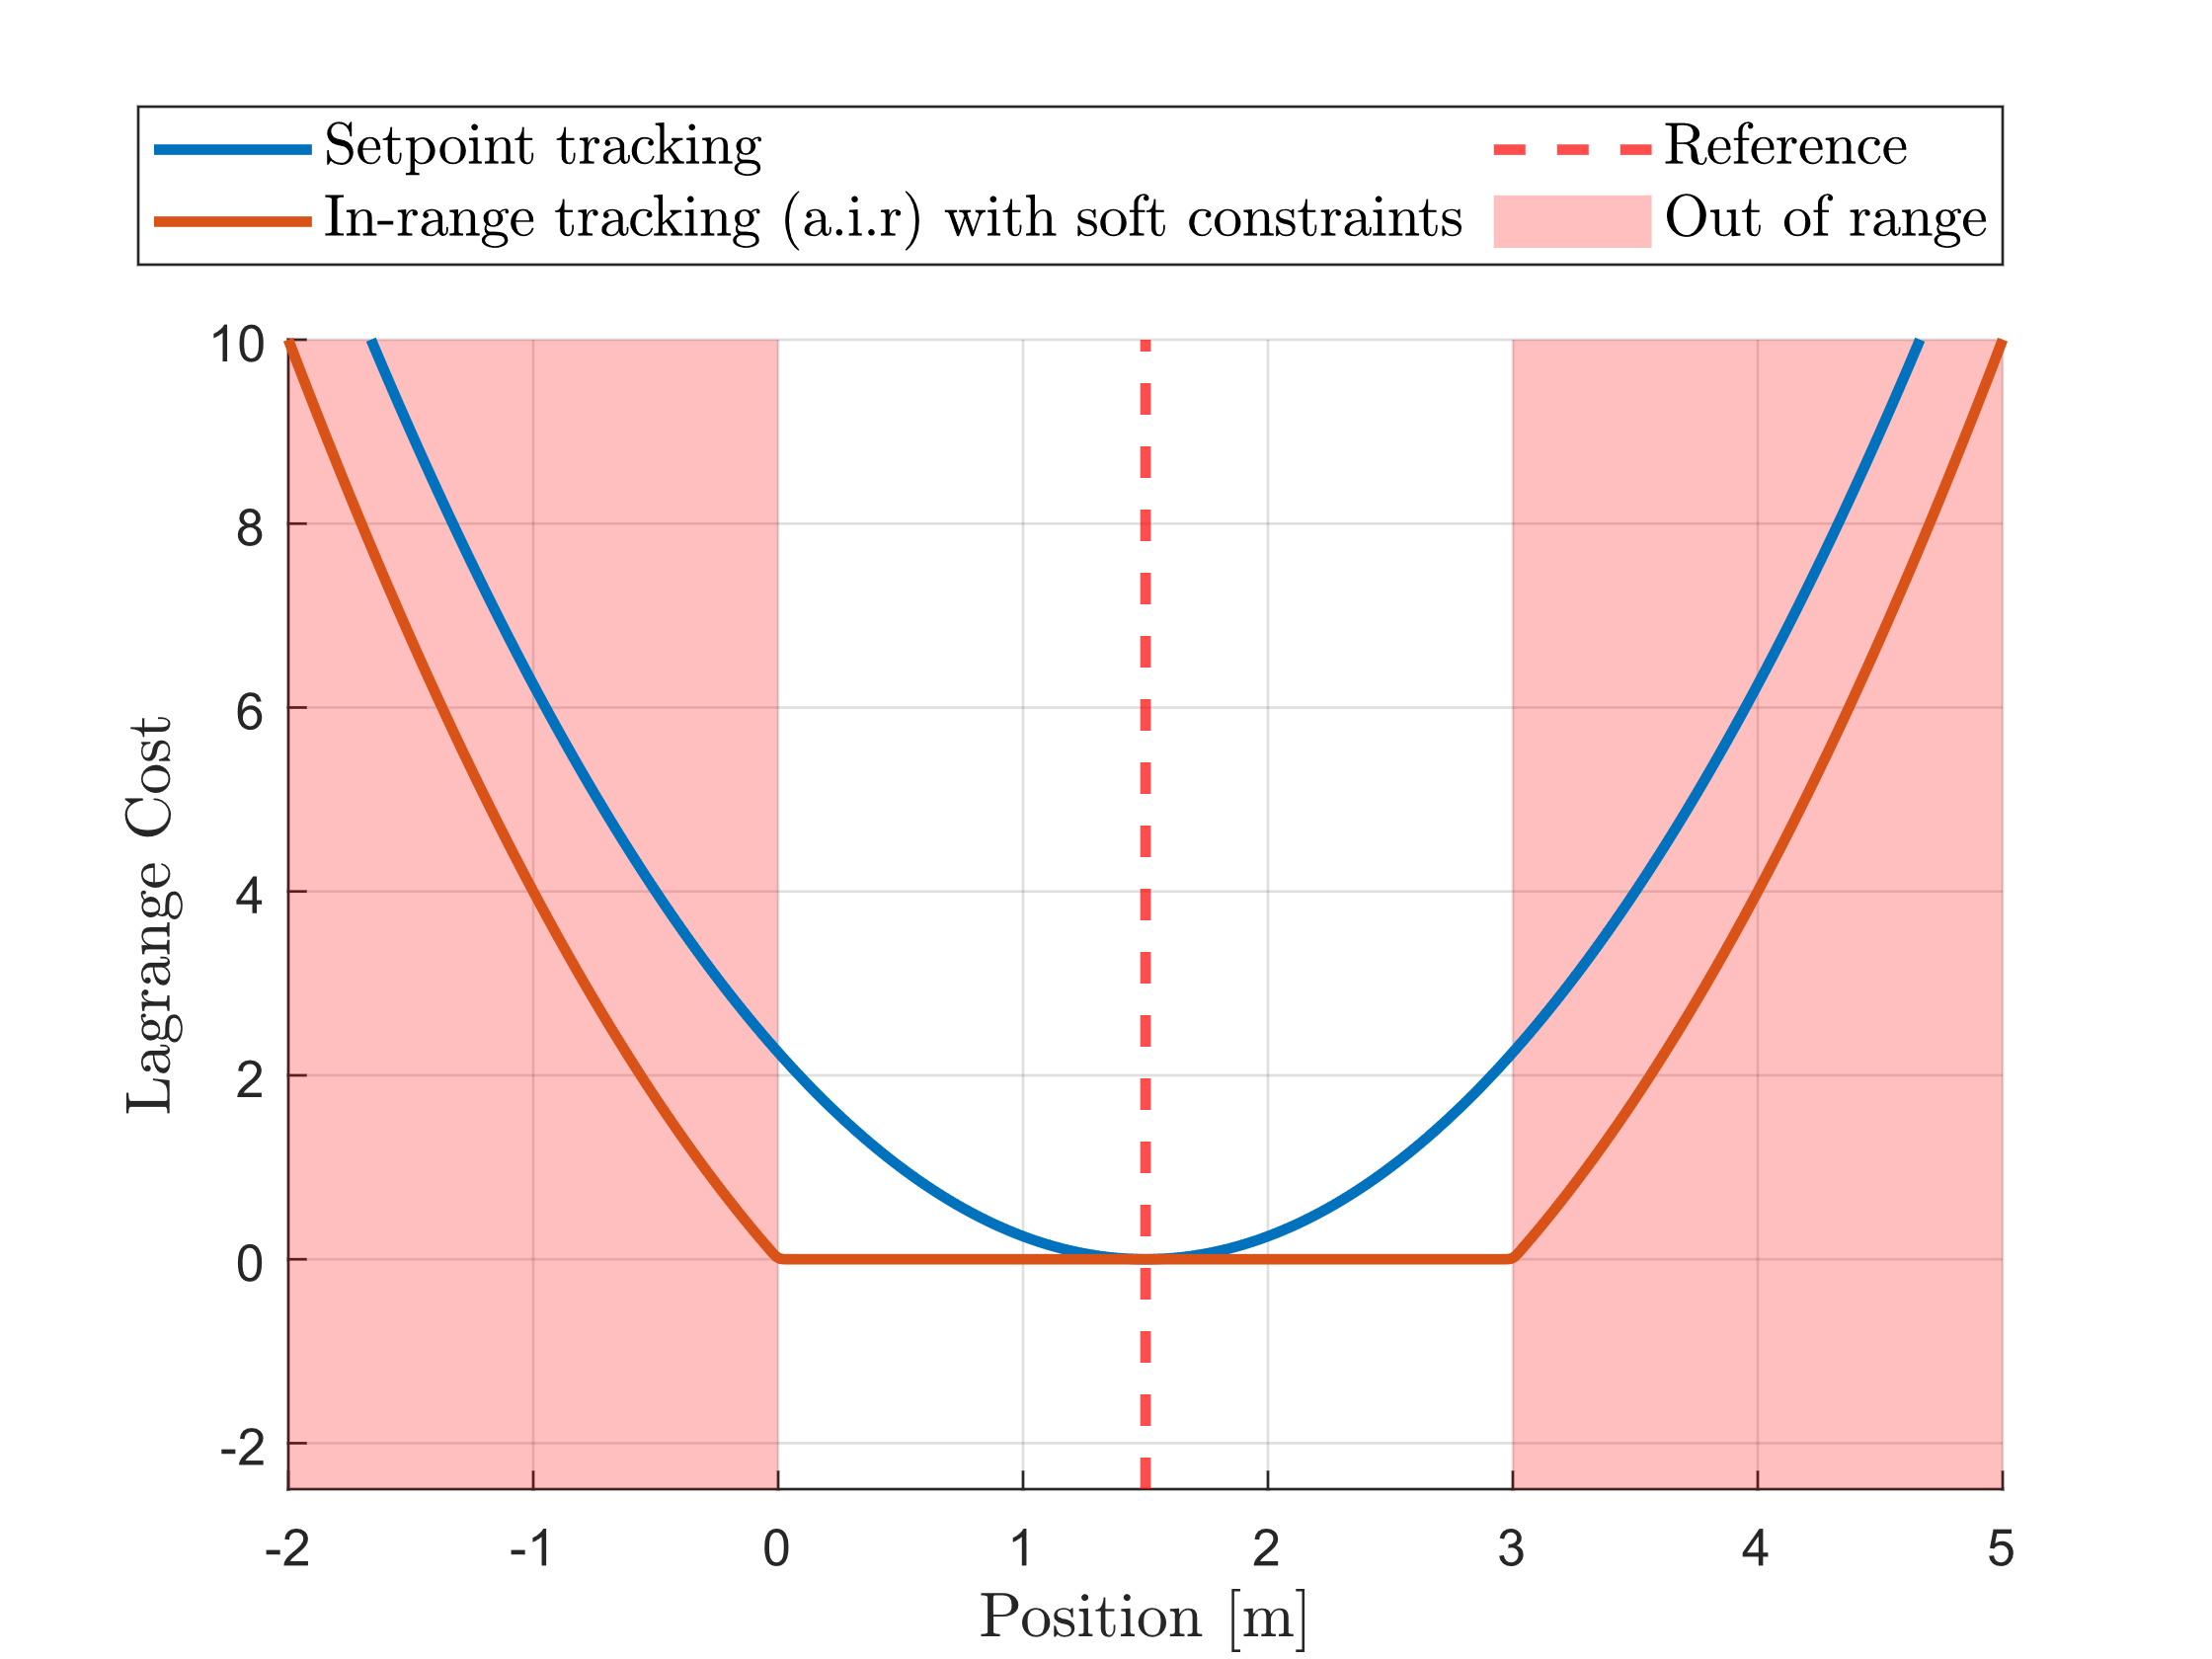 Setpoint trcking
Reference
In-range tracking (a.i.r) with soft constraints
Out of range
10
8
6
4
2
0
-2
Lagrange Cost
-2 -1 0 1 2 3 4 5
Position [m]